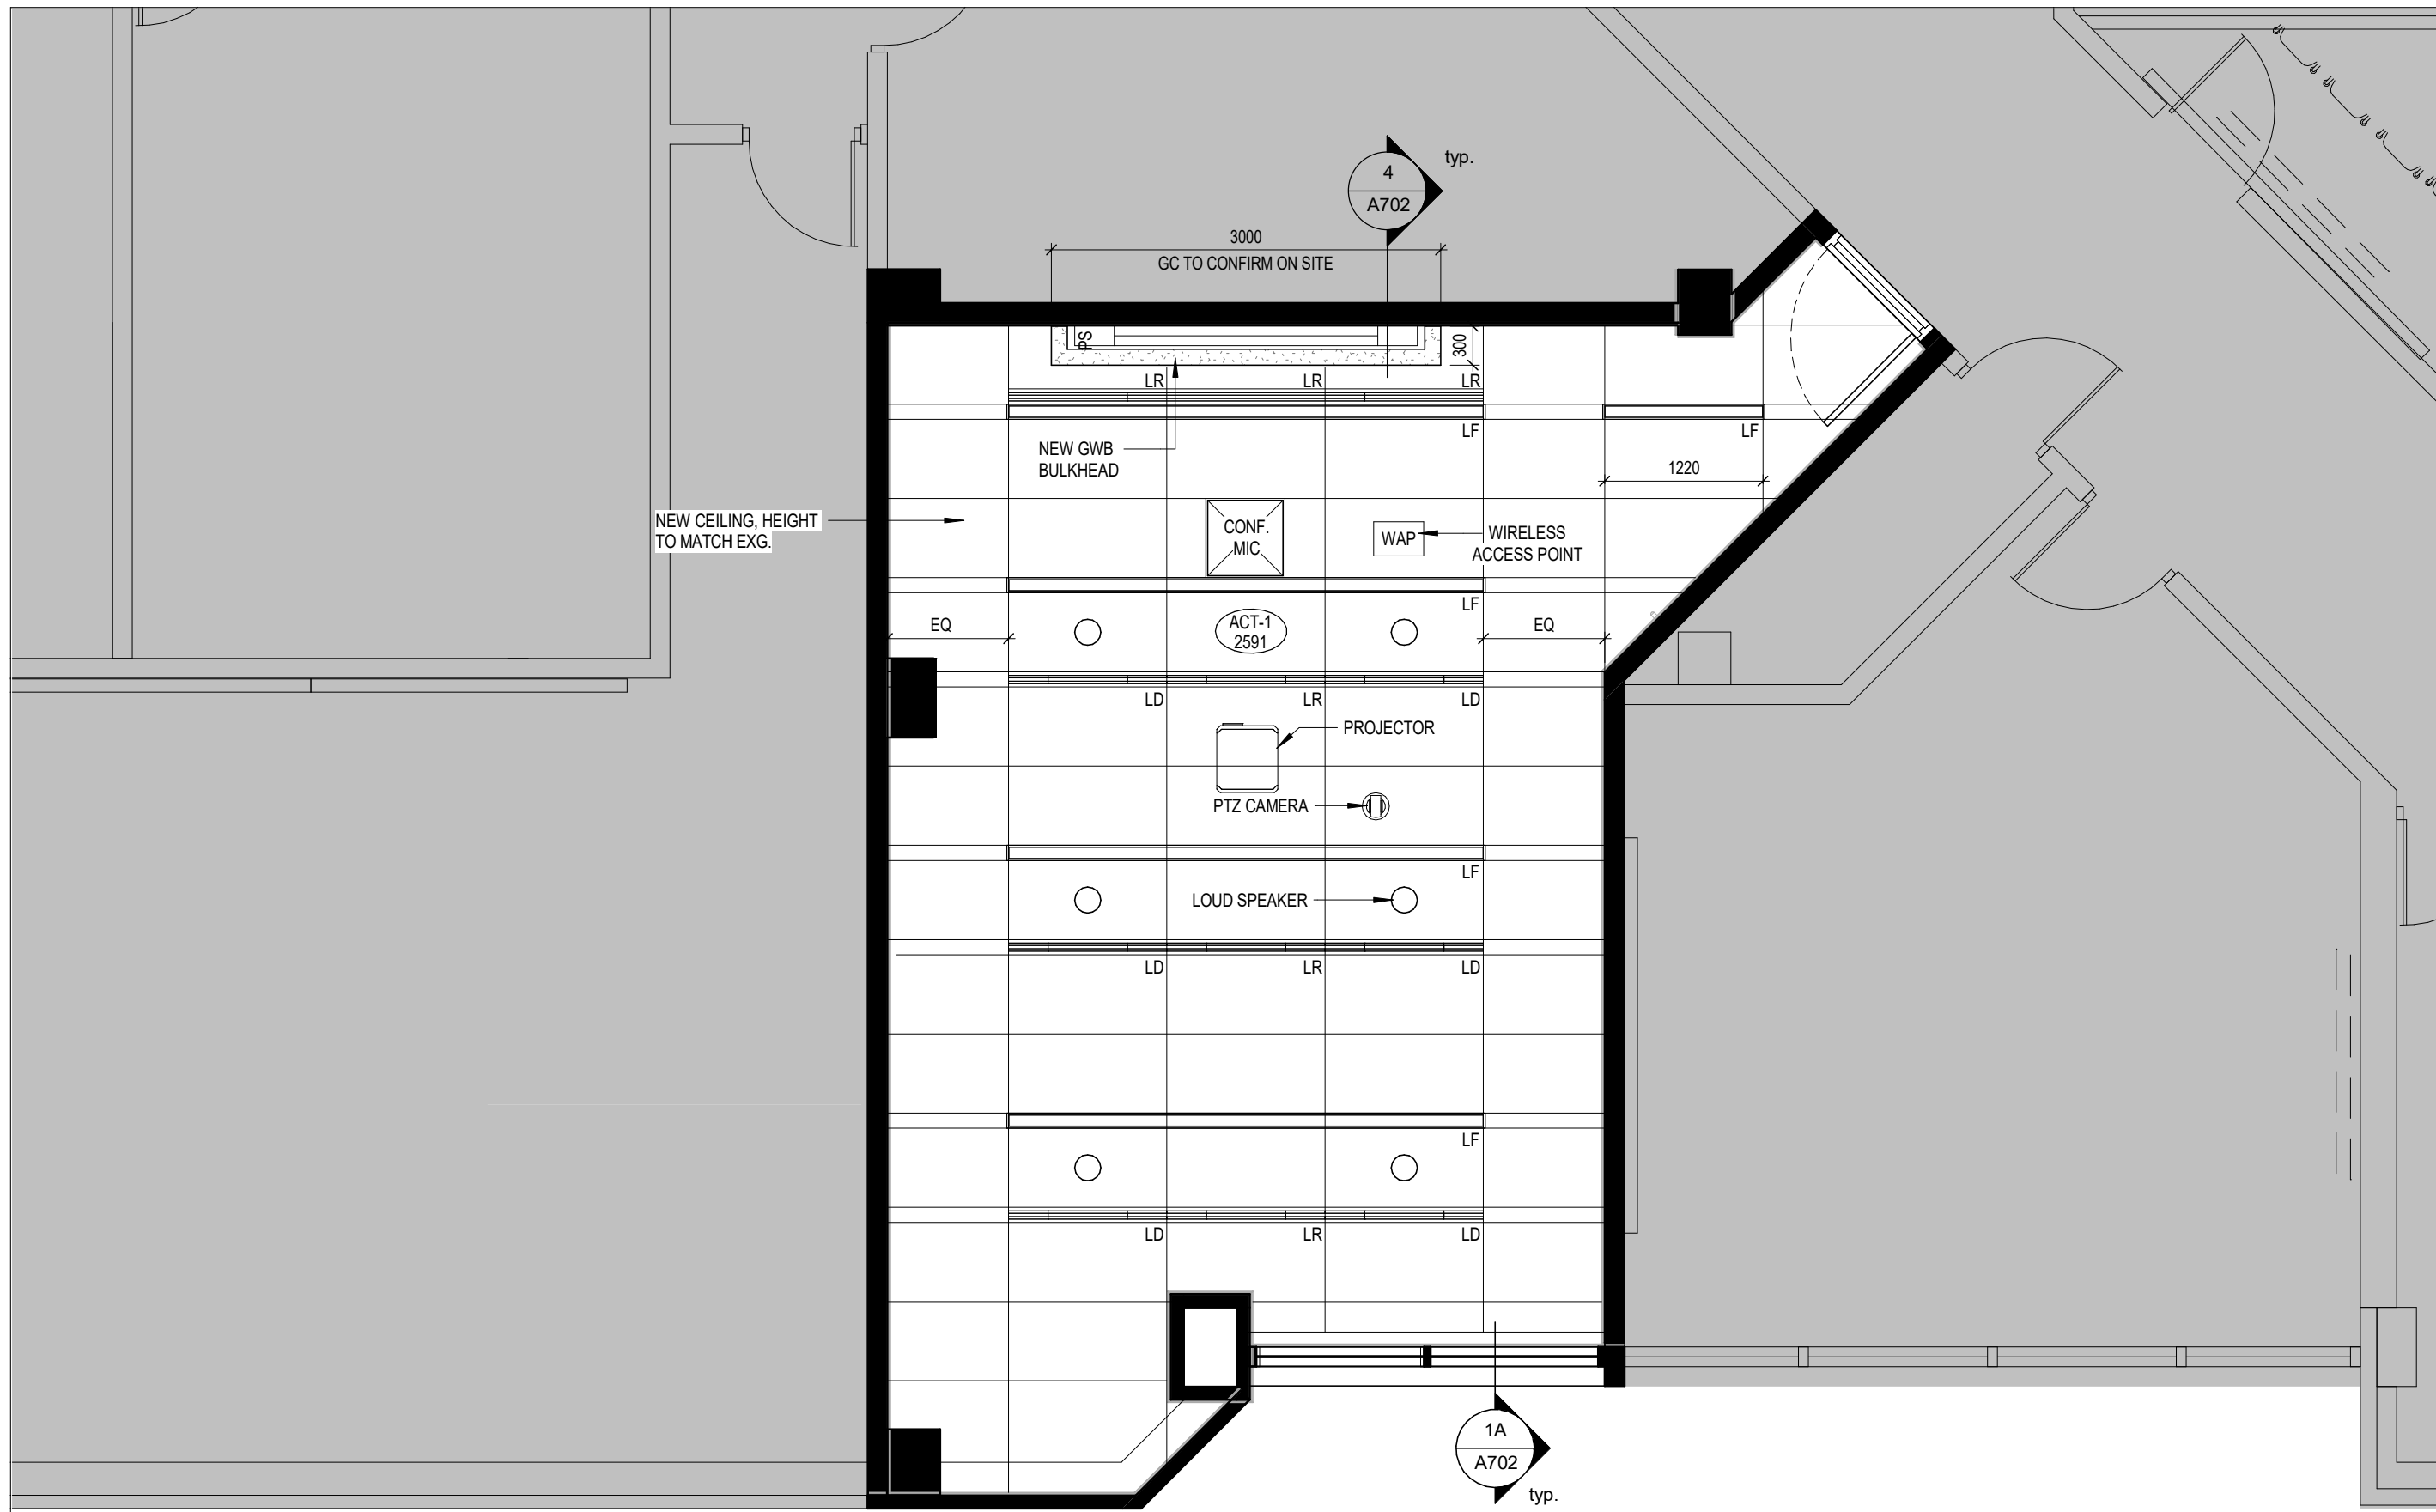 4
A702
typ.
3000
GC TO CONFIRM ON SITE
PS
300
LR
LR
LR
LF
LF
NEW GWB
BULKHEAD
1220
NEW CEILING, HEIGHT
TO MATCH EXG.
CONF.
MIC
WAP
WIRELESS
ACCESS POINT
LF
EQ
ACT-1
2591
EQ
LD
LR
LD
PROJECTOR
PTZ CAMERA
LF
LOUD SPEAKER
LD
LR
LD
LF
LD
LR
LD
1A
A702
typ.